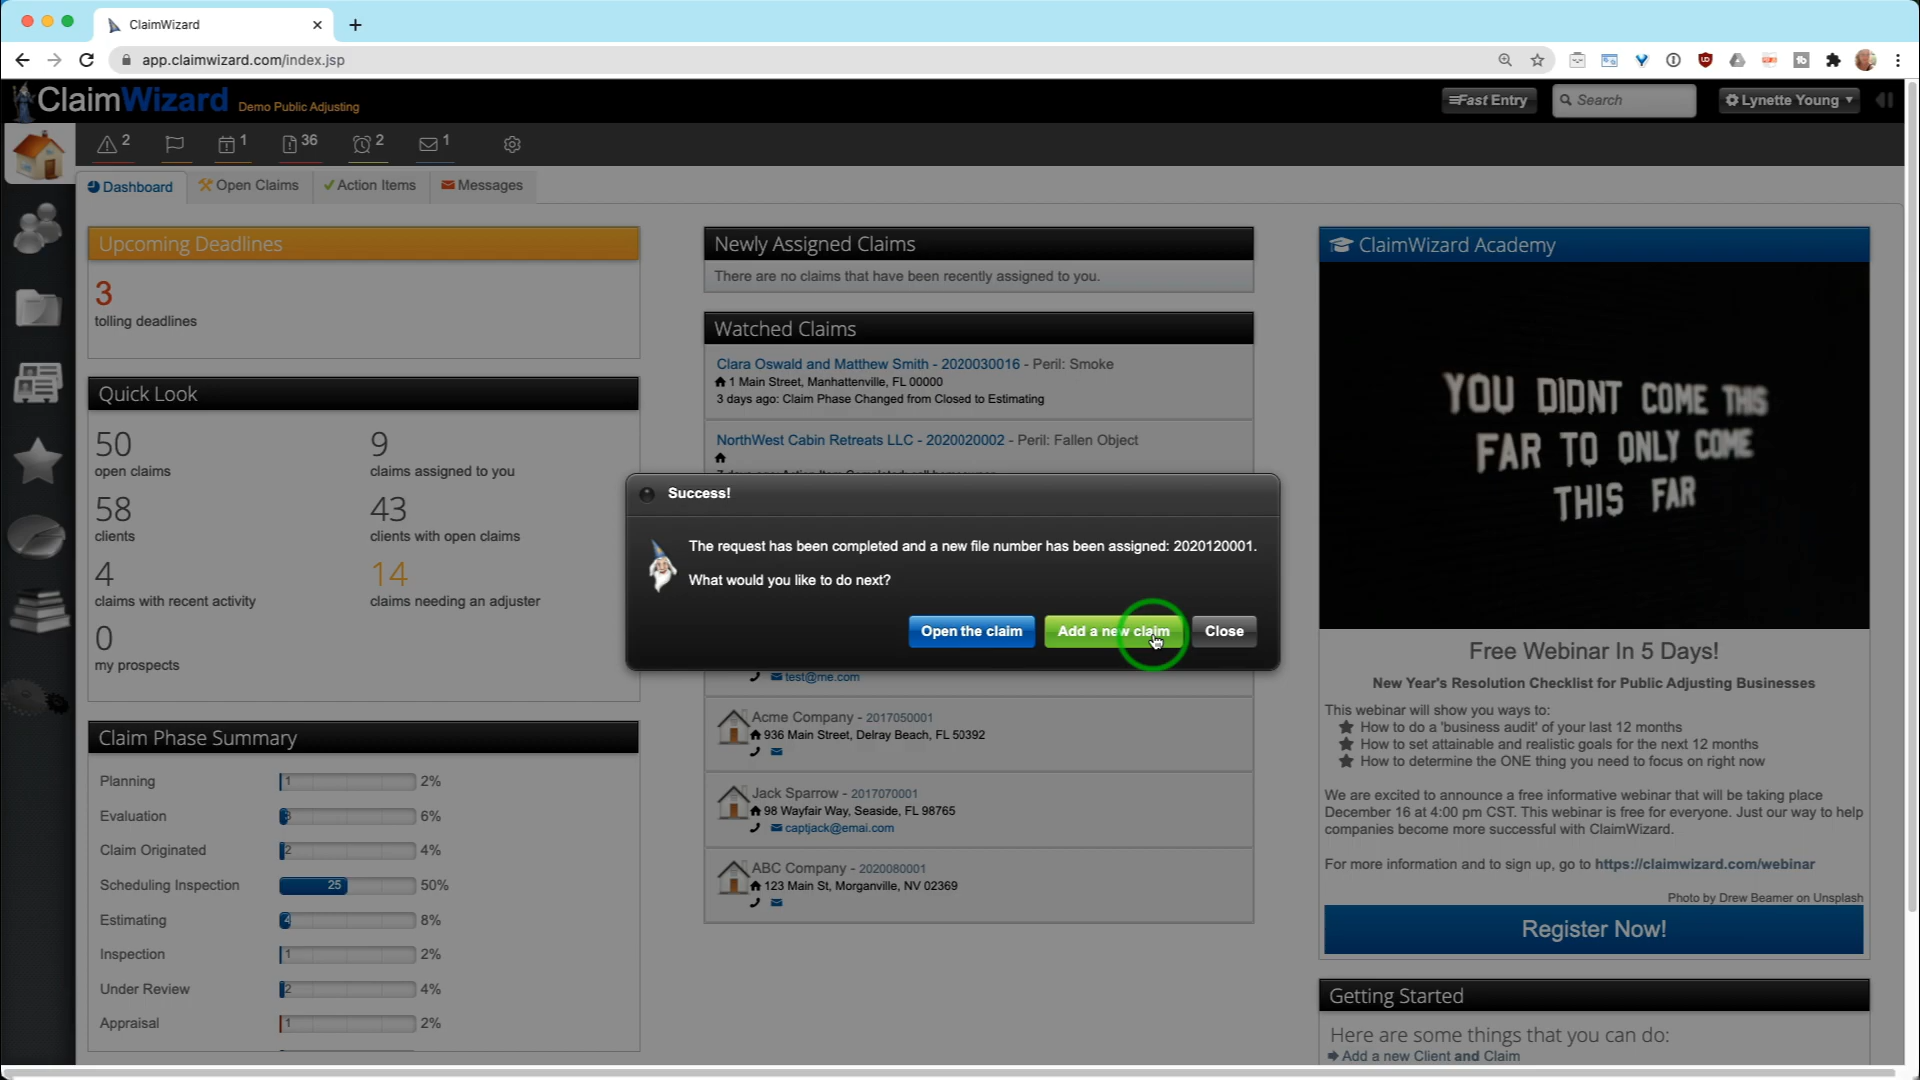 ClaimWizard
app.claimwizard.com/index.jsp
ClaimWizard Demo Public Adjusting
Fast Entry
Search
Lynette Young
2
1
36
2
1
Dashboard
Open Claims
Action Items
Messages
Upcoming Deadlines
3
tolling deadlines
Quick Look
50
open claims
9
claims assigned to you
58
clients
43
clients with open claims
4
claims with recent activity
14
claims needing an adjuster
0
my prospects
Claim Phase Summary
Planning 1 2%
Evaluation 3 6%
Claim Originated 2 4%
Scheduling Inspection 25 50%
Estimating 4 8%
Inspection 1 2%
Under Review 2 4%
Appraisal 1 2%
Newly Assigned Claims
There are no claims that have been recently assigned to you.
Watched Claims
Clara Oswald and Matthew Smith - 2020030016 - Peril: Smoke
1 Main Street, Manhattenville, FL 00000
3 days ago: Claim Phase Changed from Closed to Estimating
NorthWest Cabin Retreats LLC - 2020020002 - Peril: Fallen Object
Success!
The request has been completed and a new file number has been assigned: 2020120001.
What would you like to do next?
Open the claim
Add a new claim
Close
test@me.com
Acme Company - 2017050001
936 Main Street, Delray Beach, FL 50392
Jack Sparrow - 2017070001
98 Wayfair Way, Seaside, FL 98765
captjack@emai.com
ABC Company - 2020080001
123 Main St, Morganville, NV 02369
ClaimWizard Academy
YOU DIDNT COME THIS
FAR TO ONLY COME
THIS FAR
Free Webinar In 5 Days!
New Year's Resolution Checklist for Public Adjusting Businesses
This webinar will show you ways to:
How to do a 'business audit' of your last 12 months
How to set attainable and realistic goals for the next 12 months
How to determine the ONE thing you need to focus on right now
We are excited to announce a free informative webinar that will be taking place
December 16 at 4:00 pm CST. This webinar is free for everyone. Just our way to help
companies become more successful with ClaimWizard.
For more information and to sign up, go to https://claimwizard.com/webinar
Photo by Drew Beamer on Unsplash
Register Now!
Getting Started
Here are some things that you can do:
Add a new Client and Claim